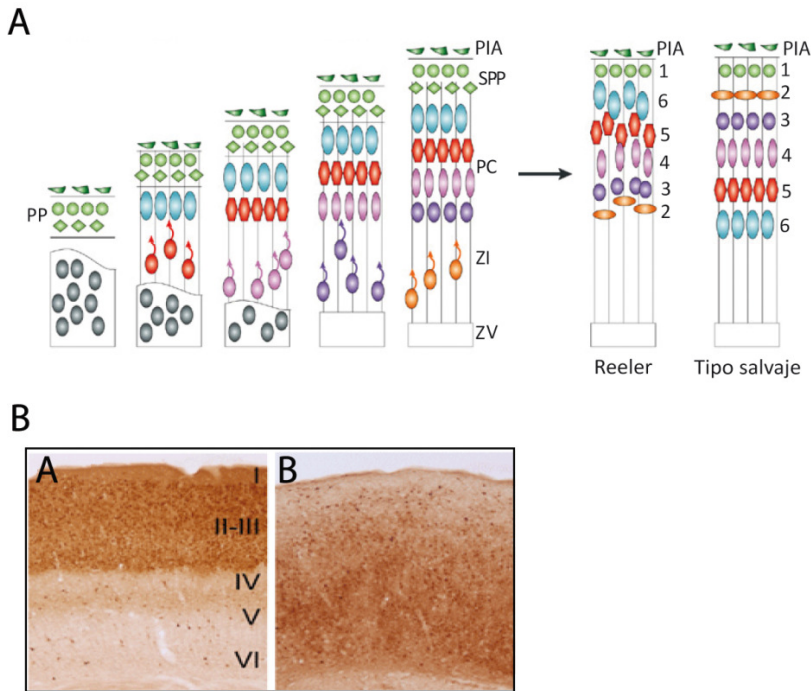 A
PIA
SPP
PP
PC
ZI
ZV
PIA
1
6
5
4
3
2
Reeler
PIA
1
2
3
4
5
6
Tipo salvaje
B
A
I
II-III
IV
V
VI
B